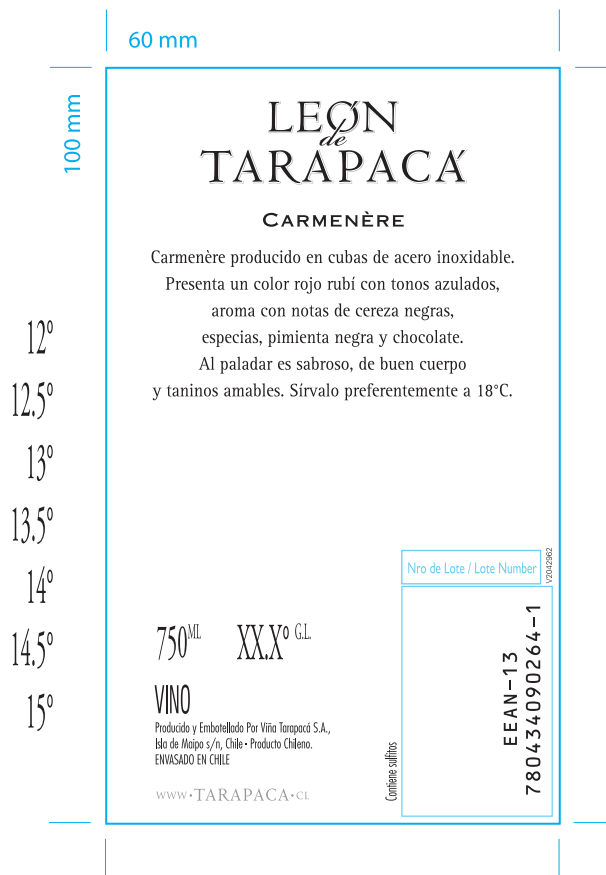 60 mm
100 mm
LEÓN
de
TARAPACÁ
CARMENÈRE
Carmenère producido en cubas de acero inoxidable.
Presenta un color rojo rubí con tonos azulados,
aroma con notas de cereza negras,
especias, pimienta negra y chocolate.
Al paladar es sabroso, de buen cuerpo
y taninos amables. Sírvalo preferentemente a 18°C.
12°
12.5°
13°
13.5°
14°
14.5°
15°
Nro de Lote / Lote Number
V2042962
750ML XX.X° G.L.
VINO
Producido y Embotellado Por Viña Tarapacá S.A.,
Isla de Maipo s/n, Chile • Producto Chileno.
ENVASADO EN CHILE
WWW•TARAPACA•CL
Contiene sulfitos
EEAN-13
780434090264-1